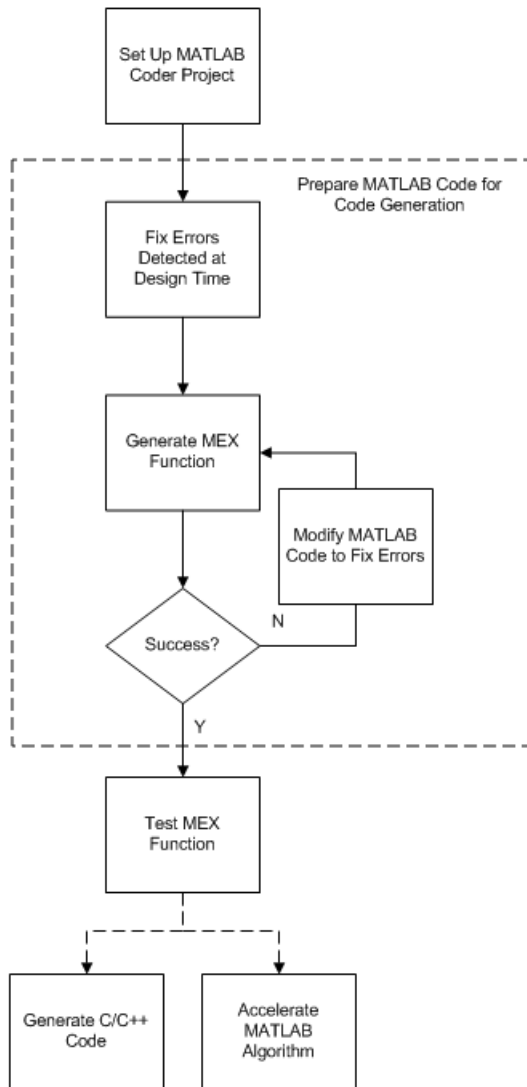 Set Up MATLAB
Coder Project
Prepare MATLAB Code for
Code Generation
Fix Errors
Detected at
Design Time
Generate MEX
Function
Modify MATLAB
Code to Fix Errors
N
Success?
Y
Test MEX
Function
Generate C/C++
Code
Accelerate
MATLAB
Algorithm